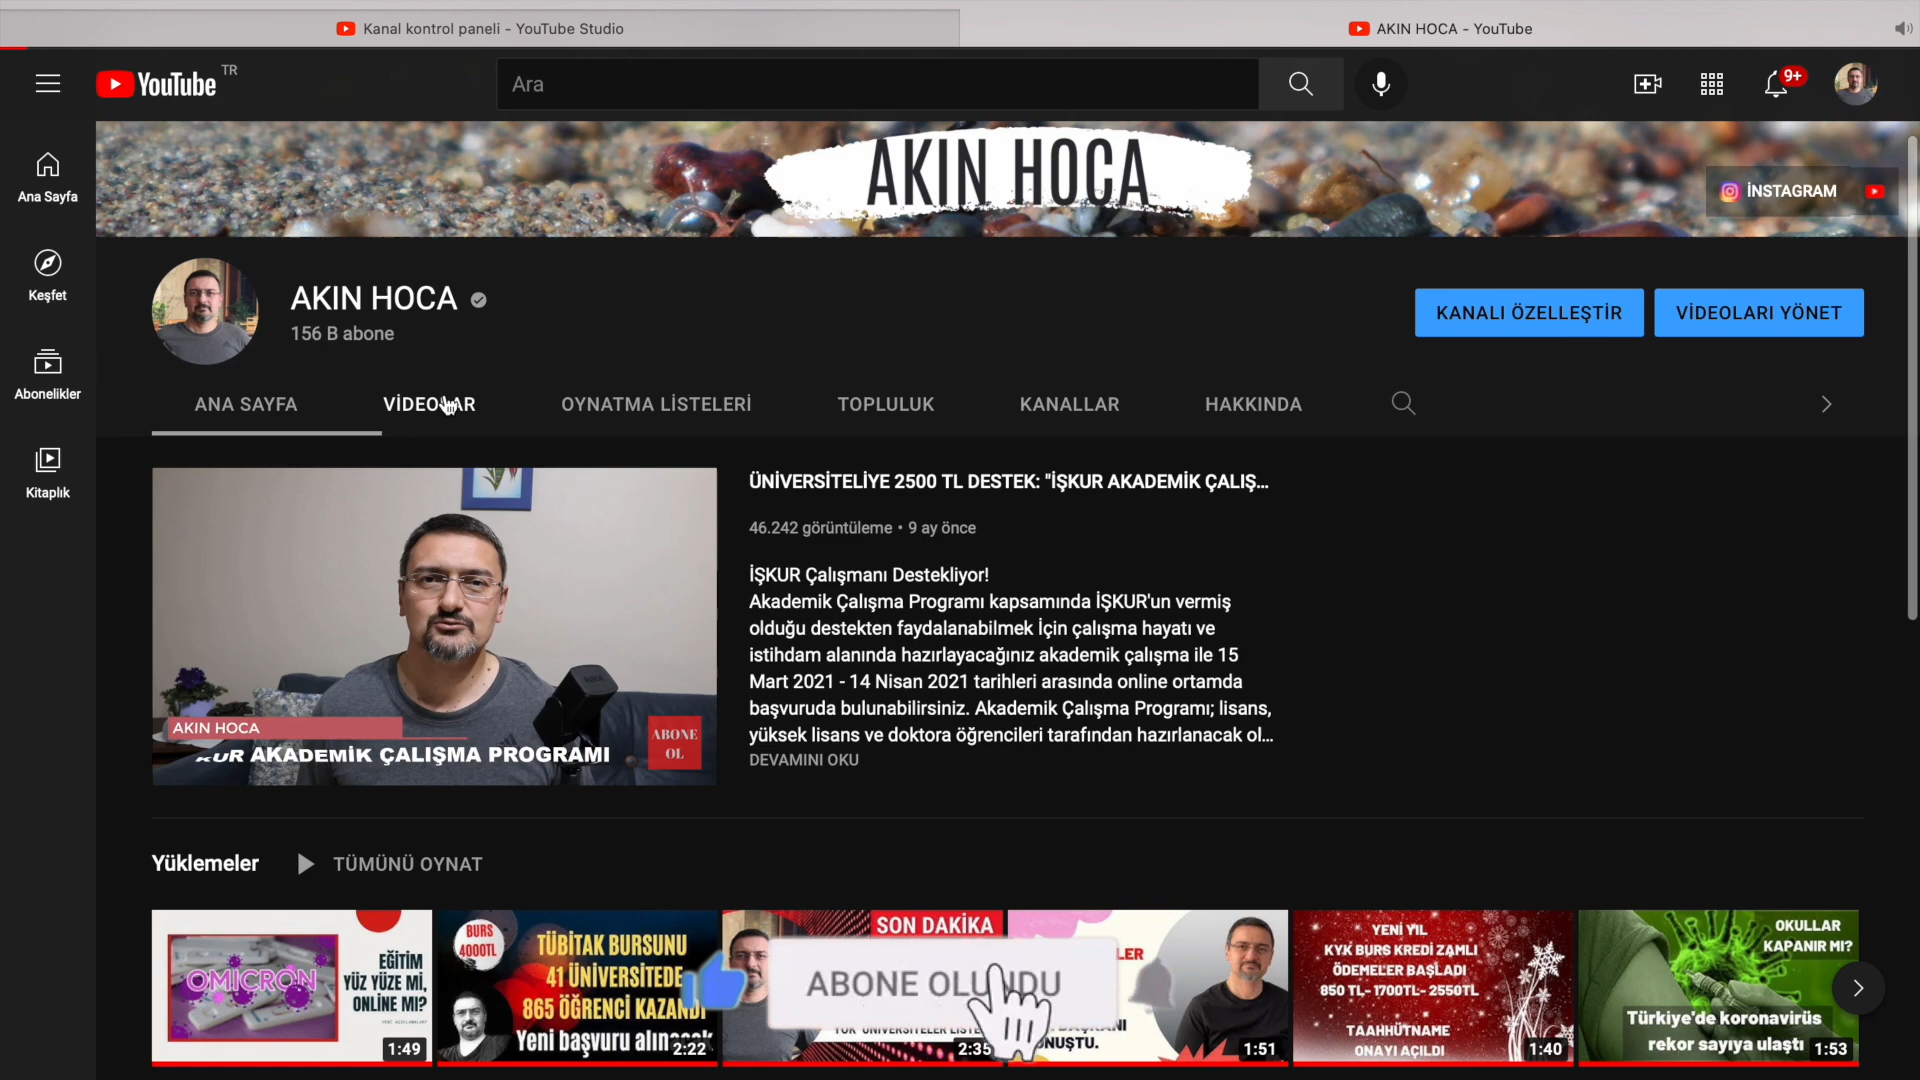 Kanal kontrol paneli - YouTube Studio
AKIN HOCA - YouTube
YouTube TR
Ara
9+
Ana Sayfa
Keşfet
Abonelikler
Kitaplık
AKIN HOCA
İNSTAGRAM
AKIN HOCA
156 B abone
KANALI ÖZELLEŞTİR
VİDEOLARI YÖNET
ANA SAYFA
VİDEOLAR
OYNATMA LİSTELERİ
TOPLULUK
KANALLAR
HAKKINDA
AKIN HOCA
KUR AKADEMİK ÇALIŞMA PROGRAMI
ABONE
OL
ÜNİVERSİTELİYE 2500 TL DESTEK: "İŞKUR AKADEMİK ÇALIŞ...
46.242 görüntüleme • 9 ay önce
İŞKUR Çalışmanı Destekliyor!
Akademik Çalışma Programı kapsamında İŞKUR'un vermiş
olduğu destekten faydalanabilmek İçin çalışma hayatı ve
istihdam alanında hazırlayacağınız akademik çalışma ile 15
Mart 2021 - 14 Nisan 2021 tarihleri arasında online ortamda
başvuruda bulunabilirsiniz. Akademik Çalışma Programı; lisans,
yüksek lisans ve doktora öğrencileri tarafından hazırlanacak ol...
DEVAMINI OKU
Yüklemeler
TÜMÜNÜ OYNAT
OMICRON
EĞİTİM
YÜZ YÜZE Mİ,
ONLINE MI?
1:49
BURS
4000TL
TÜBİTAK BURSUNU
41 ÜNİVERSİTEDE
865 ÖĞRENCİ KAZANDI
Yeni başvuru alınacak
2:22
SON DAKİKA
2:35
ABONE OLUNDU
LER
NUŞTU.
1:51
YENİ YIL
KYK BURS KREDİ ZAMLI
ÖDEMELER BAŞLADI
850 TL- 1700TL- 2550TL
TAAHHÜTNAME
ONAYI AÇILDI
1:40
OKULLAR
KAPANIR MI?
Türkiye'de koronavirüs
rekor sayıya ulaştı
1:53